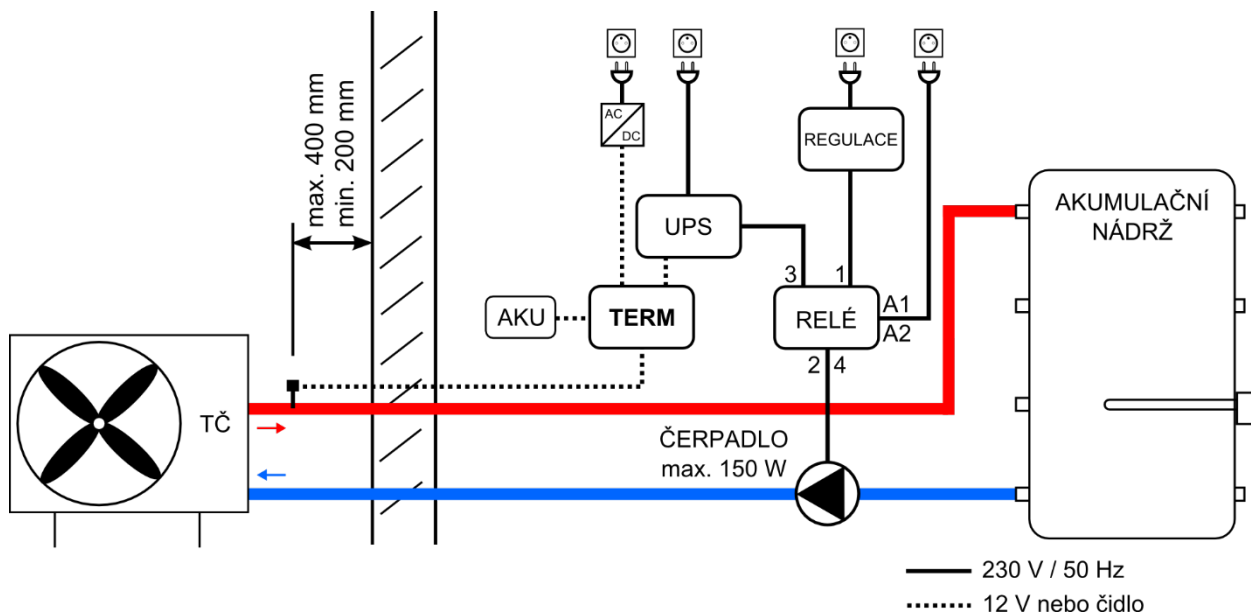 max. 400 mm
min. 200 mm
AC
DC
REGULACE
AKUMULAČNÍ
NÁDRŽ
UPS
3
1
AKU
TERM
RELÉ
A1
A2
2 4
TČ
ČERPADLO
max. 150 W
230 V / 50 Hz
12 V nebo čidlo